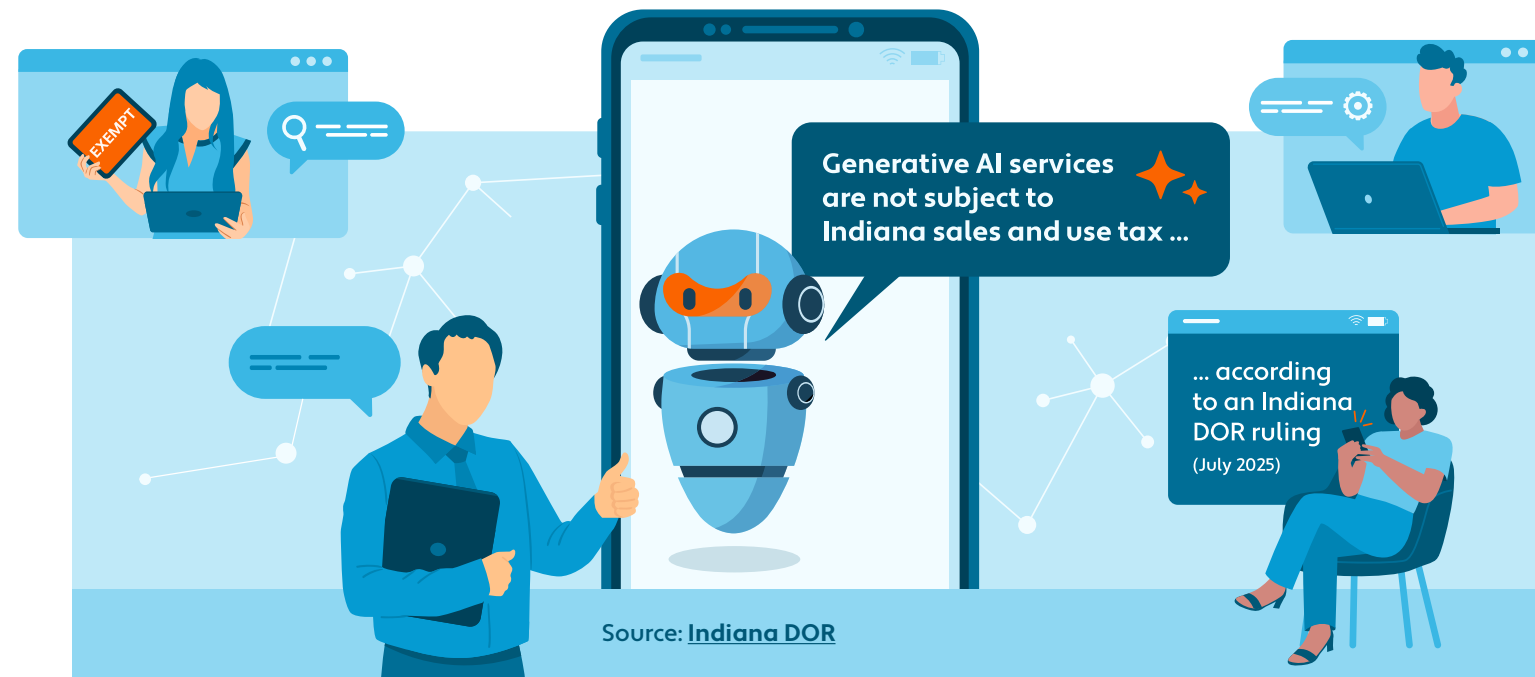 EXEMPT
Generative AI services
are not subject to
Indiana sales and use tax ...
... according
to an Indiana
DOR ruling
(July 2025)
Source: Indiana DOR